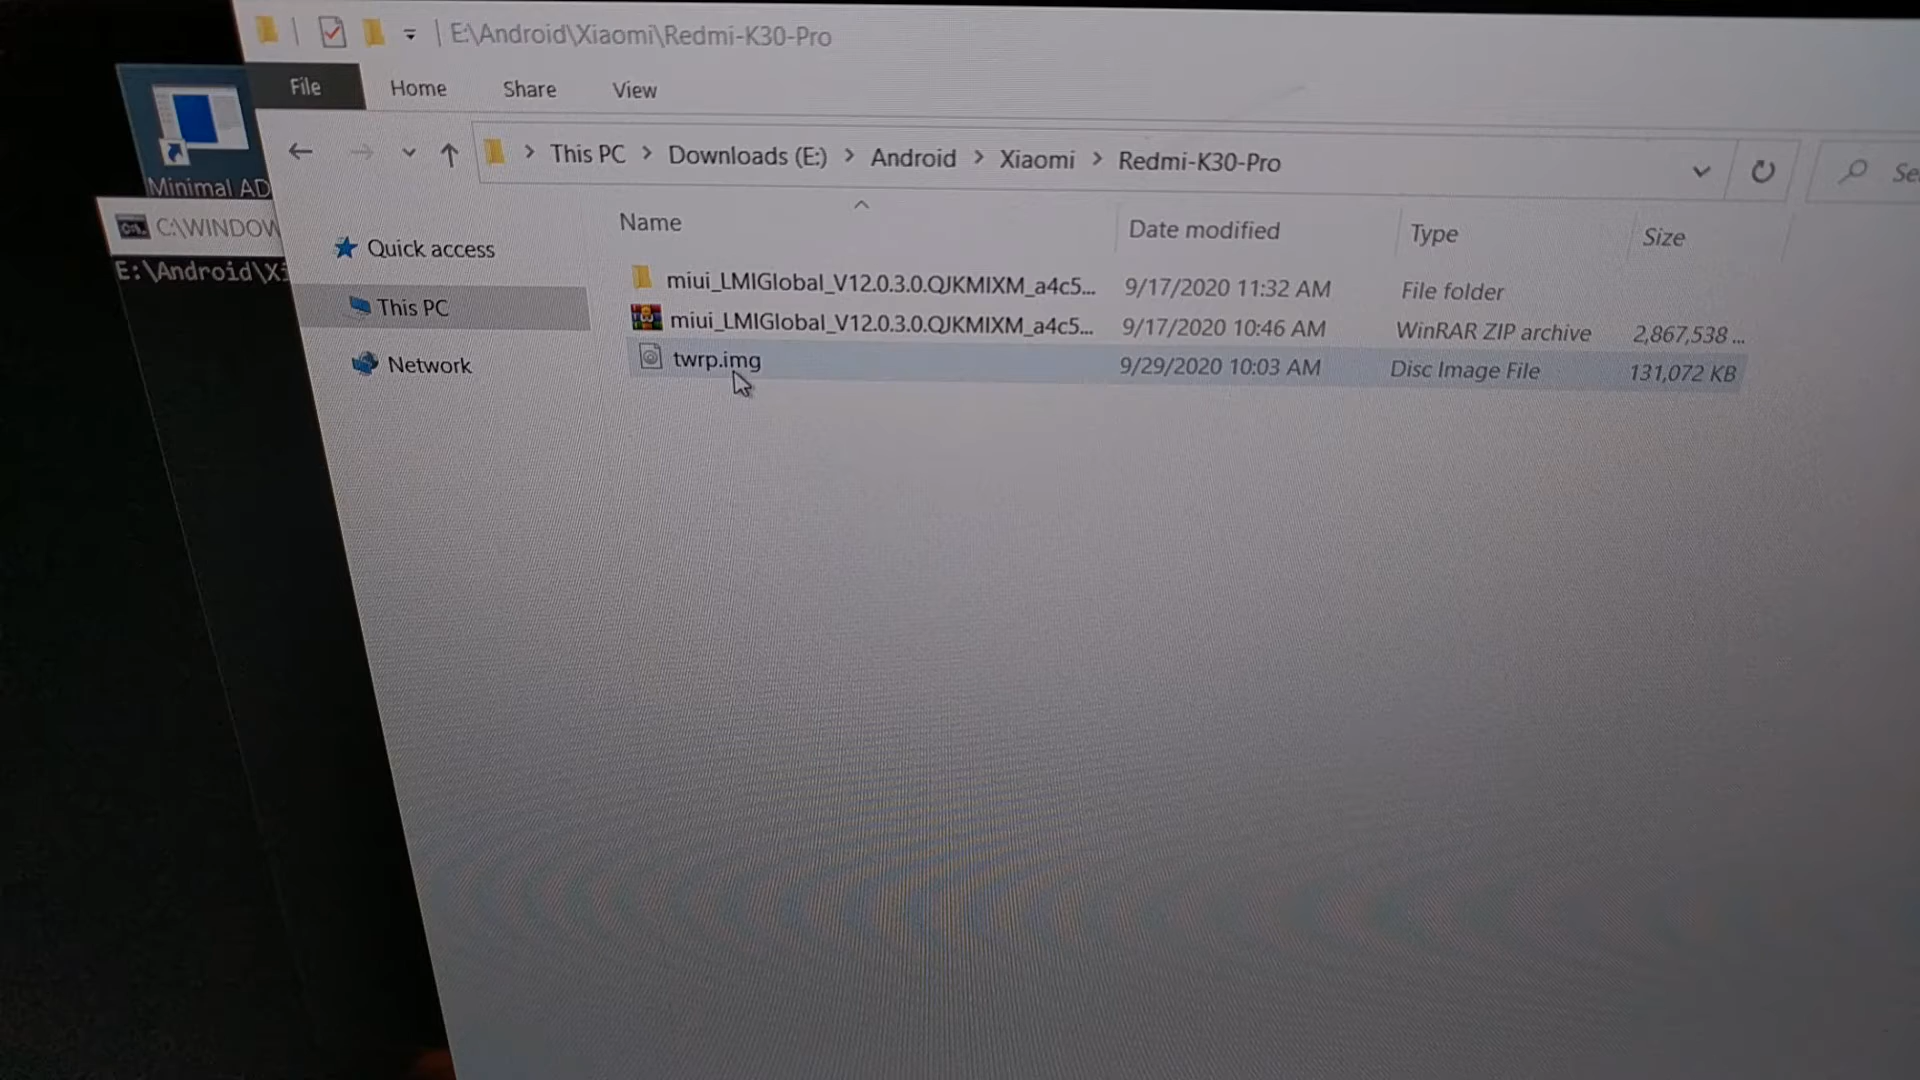 E:\Android\Xiaomi\Redmi-K30-Pro
File Home Share View
This PC > Downloads (E:) > Android > Xiaomi > Redmi-K30-Pro
Minimal AD
C:\WINDOW
E:\Android\Xi
Name Date modified Type Size
Quick access
This PC
Network
miui_LMIGlobal_V12.0.3.0.QJKMIXM_a4c5... 9/17/2020 11:32 AM File folder
miui_LMIGlobal_V12.0.3.0.QJKMIXM_a4c5... 9/17/2020 10:46 AM WinRAR ZIP archive 2,867,538 ...
twrp.img 9/29/2020 10:03 AM Disc Image File 131,072 KB